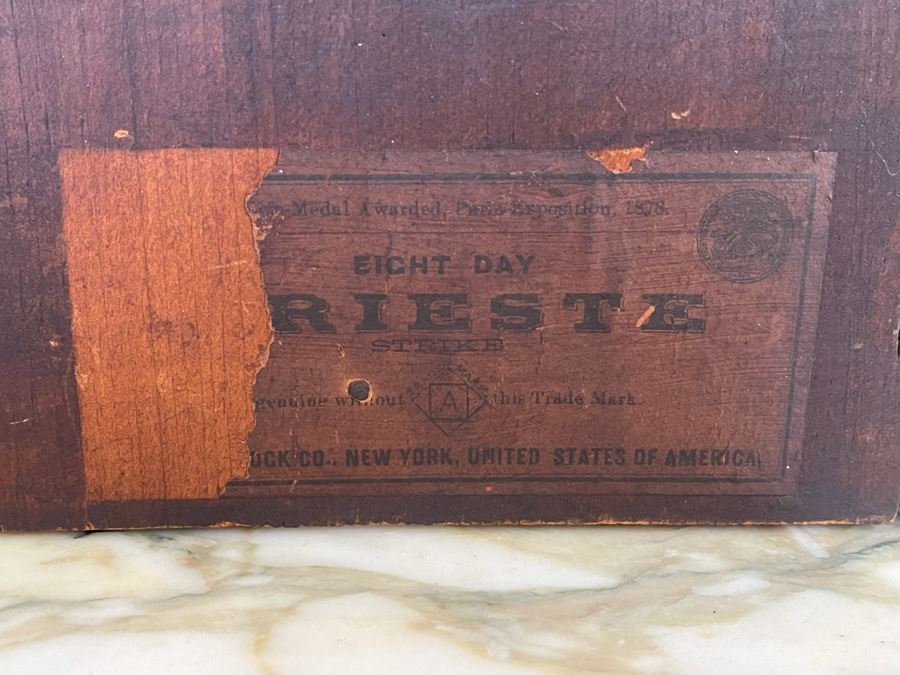 Medal Awarded, Paris Exposition, 1878.
EIGHT DAY
RIESTE
STRIKE
genuine without
A
this Trade Mark.
OCK CO., NEW YORK, UNITED STATES OF AMERICA.